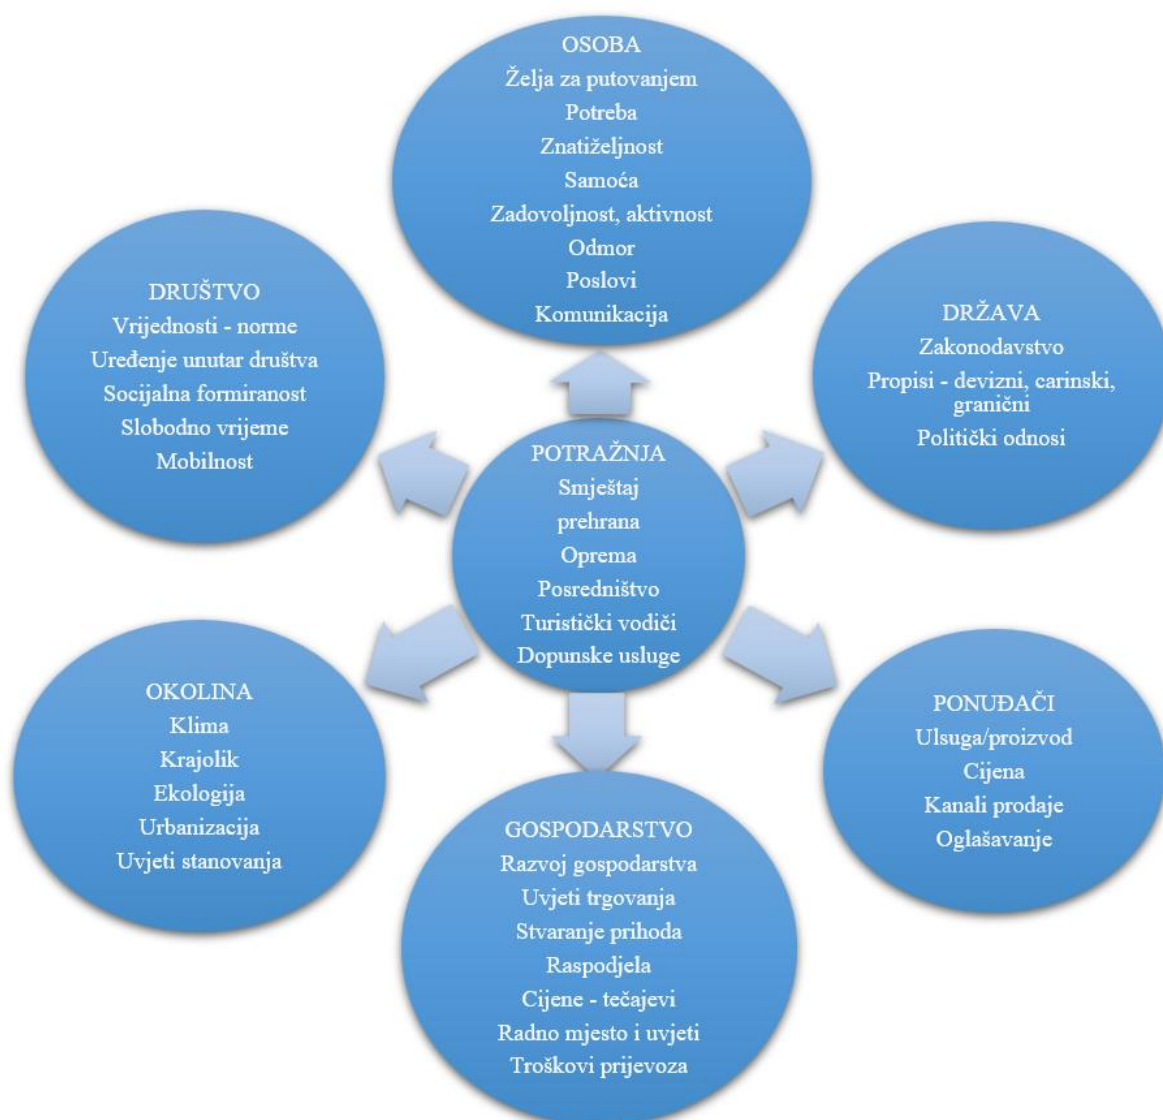 OSOBA
Želja za putovanjem
Potreba
Znatiželjnost
Samoća
Zadovoljnost, aktivnost
Odmor
Poslovi
Komunikacija
DRUŠTVO
Vrijednosti - norme
Uređenje unutar društva
Socijalna formiranost
Slobodno vrijeme
Mobilnost
DRŽAVA
Zakonodavstvo
Propisi - devizni, carinski,
granični
Politički odnosi
POTRAŽNJA
Smještaj
prehrana
Oprema
Posredništvo
Turistički vodiči
Dopunske usluge
OKOLINA
Klima
Krajolik
Ekologija
Urbanizacija
Uvjeti stanovanja
PONUĐAČI
Ulsuga/proizvod
Cijena
Kanali prodaje
Oglašavanje
GOSPODARSTVO
Razvoj gospodarstva
Uvjeti trgovanja
Stvaranje prihoda
Raspodjela
Cijene - tečajevi
Radno mjesto i uvjeti
Troškovi prijevoza